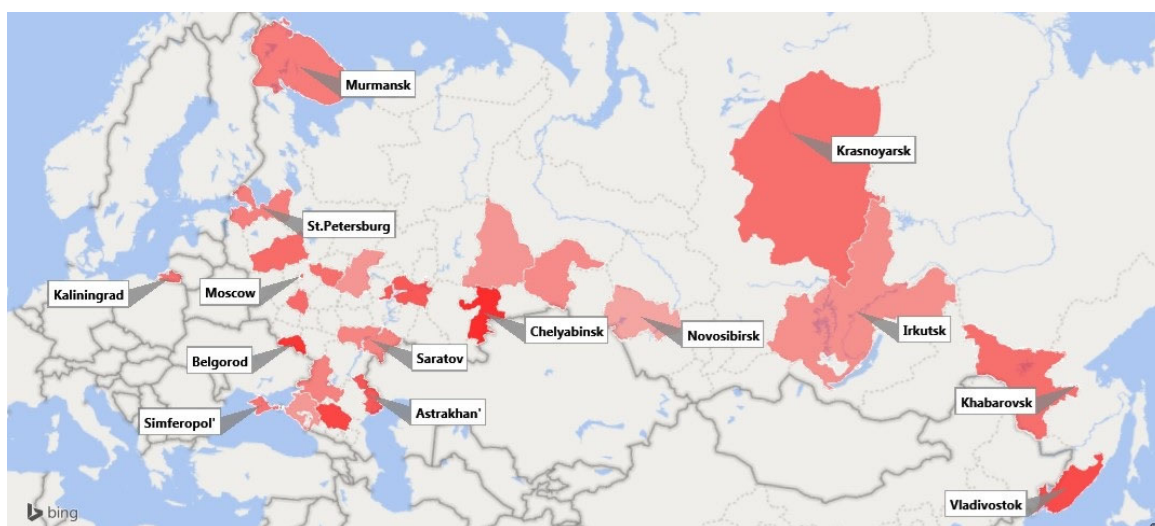 Murmansk
Krasnoyarsk
St.Petersburg
Kaliningrad
Moscow
Chelyabinsk
Novosibirsk
Irkutsk
Belgorod
Saratov
Khabarovsk
Simferopol'
Astrakhan'
Vladivostok
bing